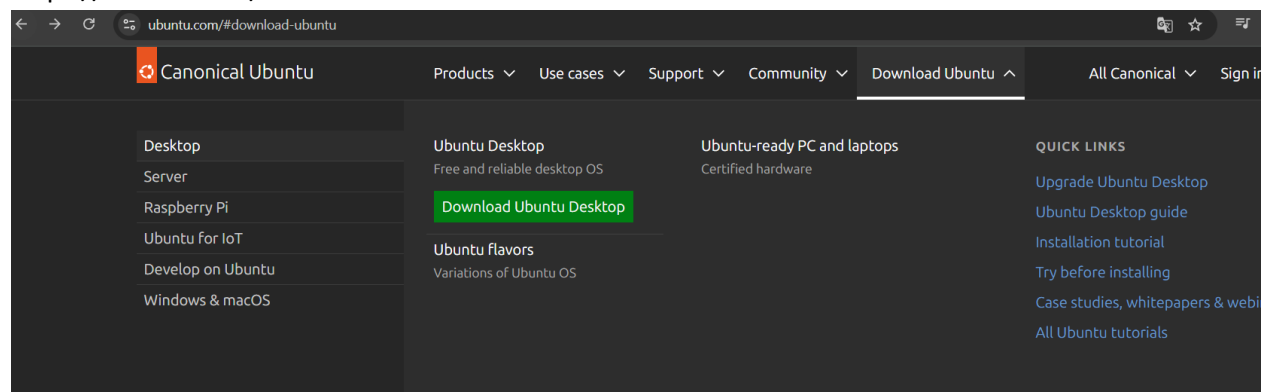 ubuntu.com/#download-ubuntu
Canonical Ubuntu
Products
Use cases
Support
Community
Download Ubuntu
All Canonical
Sign in
Desktop
Server
Raspberry Pi
Ubuntu for IoT
Develop on Ubuntu
Windows & macOS
Ubuntu Desktop
Free and reliable desktop OS
Download Ubuntu Desktop
Ubuntu flavors
Variations of Ubuntu OS
Ubuntu-ready PC and laptops
Certified hardware
QUICK LINKS
Upgrade Ubuntu Desktop
Ubuntu Desktop guide
Installation tutorial
Try before installing
Case studies, whitepapers & webi
All Ubuntu tutorials